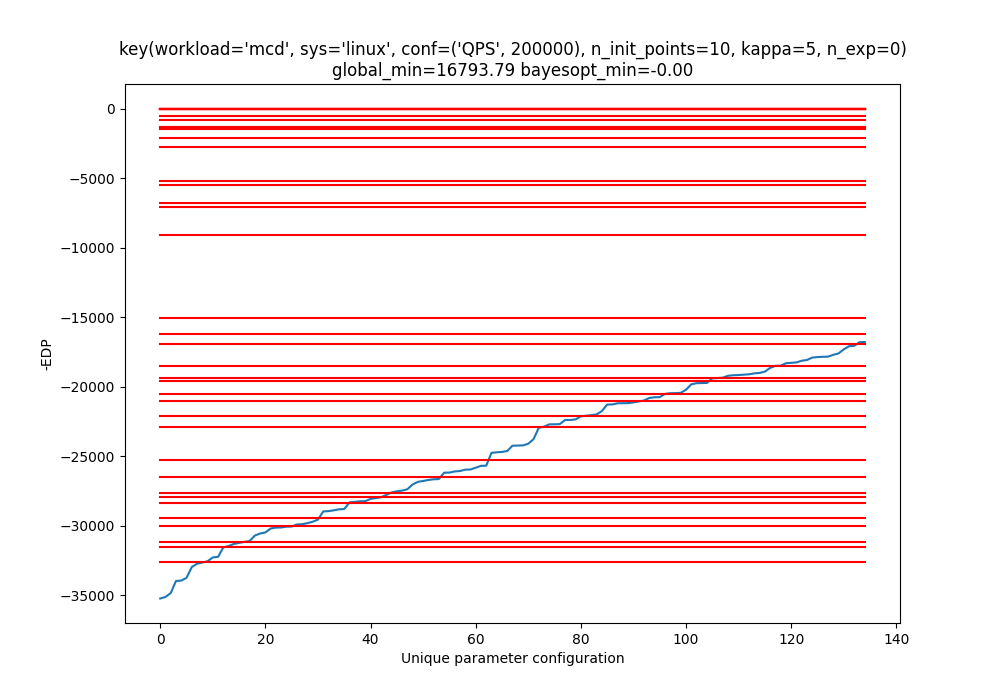 key(workload='mcd', sys='linux', conf=('QPS', 200000), n_init_points=10, kappa=5, n_exp=0)
global_min=16793.79 bayesopt_min=-0.00
0
−5000
−10000
−15000
−20000
−25000
−30000
−35000
-EDP
0 20 40 60 80 100 120 140
Unique parameter configuration